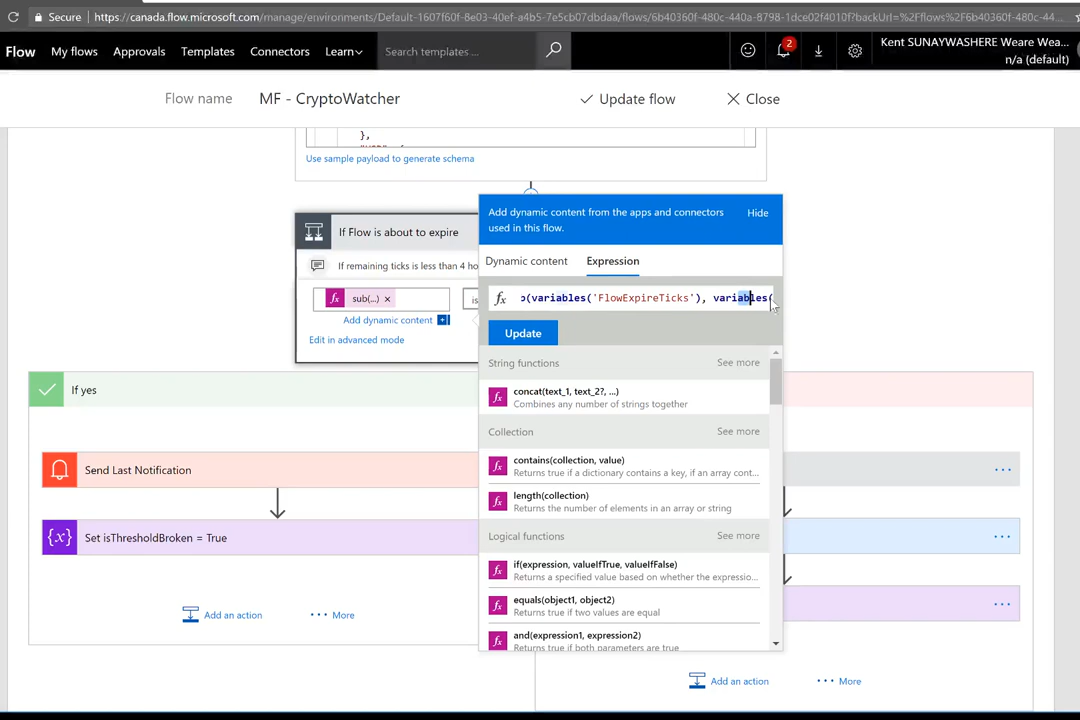 Secure https://canada.flow.microsoft.com/manage/environments/Default-1607f60f-8e03-40ef-a4b5-7e5cb07dbdaa/flows/6b40360f-480c-440a-8798-1dce02f4010f?backUrl=%2Fflows%2F6b40360f-480c-44...
Flow My flows Approvals Templates Connectors Learn Search templates ... 2 Kent SUNAYWASHERE Weare Wea...
n/a (default)
Flow name MF - CryptoWatcher Update flow Close
},
Use sample payload to generate schema
Add dynamic content from the apps and connectors
used in this flow.
Hide
If Flow is about to expire
Dynamic content Expression
If remaining ticks is less than 4 ho
fx sub(...) × is
fx (variables('FlowExpireTicks'), variables(
Add dynamic content
Edit in advanced mode
Update
String functions See more
fx concat(text_1, text_2?, ...)
Combines any number of strings together
Collection See more
fx contains(collection, value)
Returns true if a dictionary contains a key, if an array cont...
fx length(collection)
Returns the number of elements in an array or string
Logical functions See more
fx if(expression, valueIfTrue, valueIfFalse)
Returns a specified value based on whether the expressio...
fx equals(object1, object2)
Returns true if two values are equal
fx and(expression1, expression2)
Returns true if both parameters are true
If yes
Send Last Notification
{x} Set isThresholdBroken = True
Add an action ··· More
Add an action ··· More